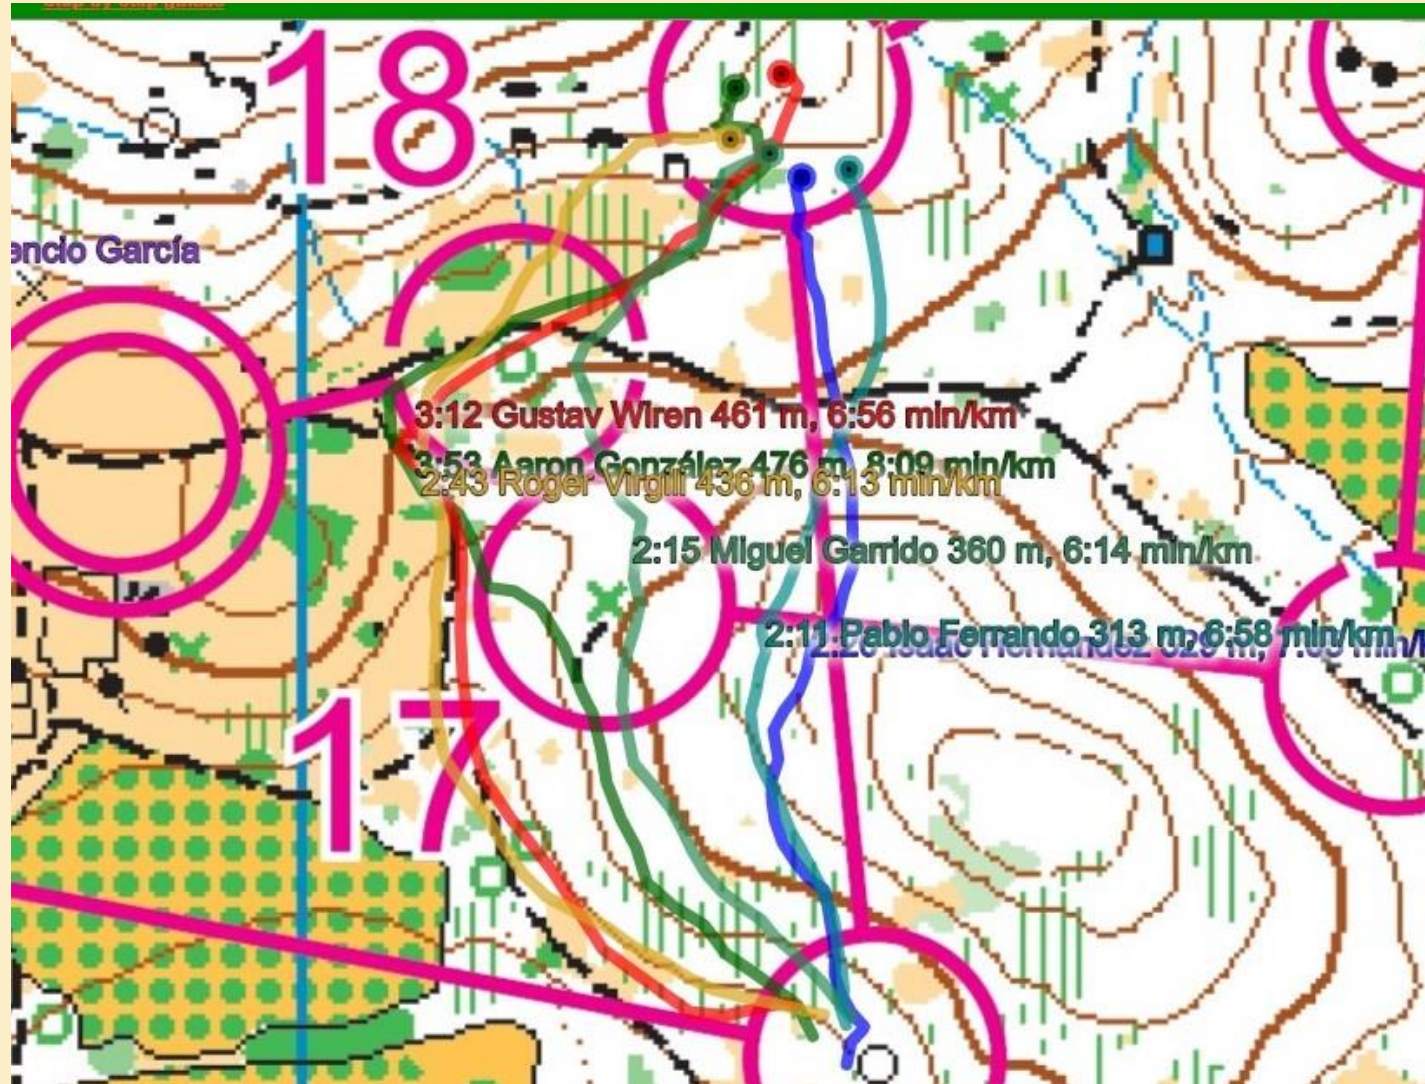 18
encio García
3:12 Gustav Wiren 461 m, 6:56 min/km
3:53 Aaron González 476 m, 8:09 min/km
2:43 Roger Virgili 436 m, 6:13 min/km
2:15 Miguel Garrido 360 m, 6:14 min/km
2:11 Pablo Ferrando 313 m, 6:58 min/km
17